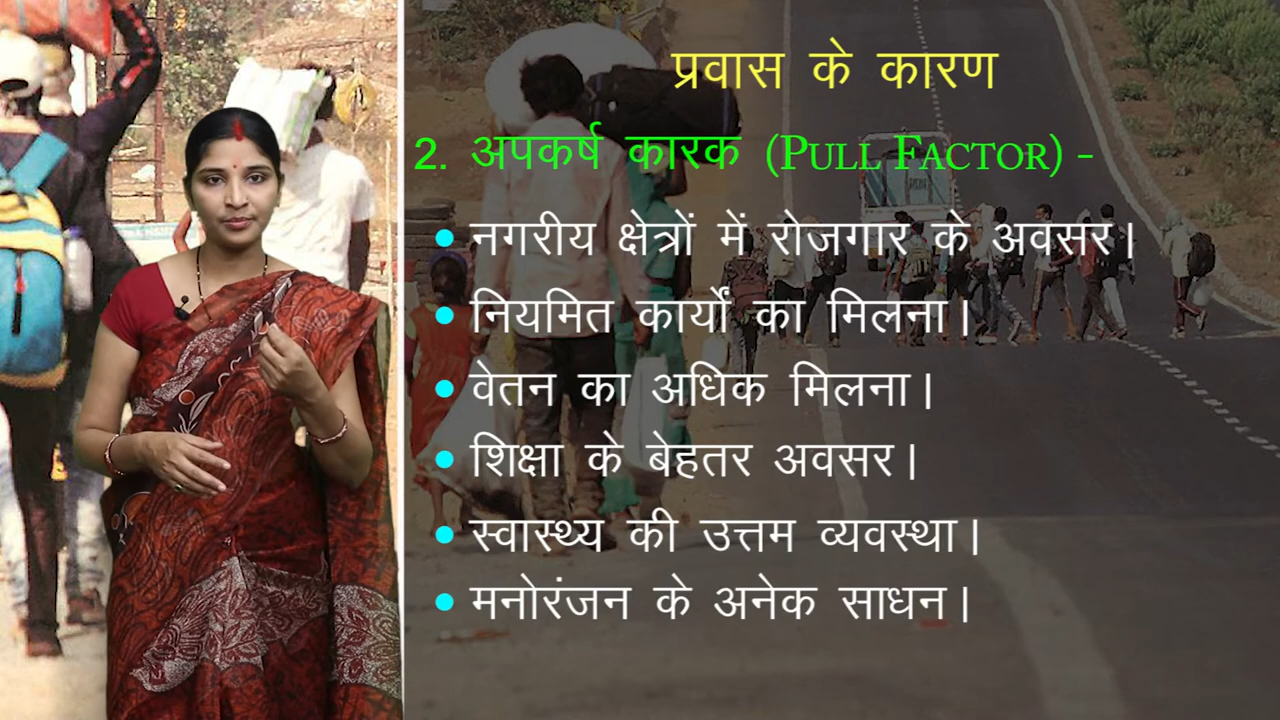 प्रवास के कारण
2. अपकर्ष कारक (PULL FACTOR) -
• नगरीय क्षेत्रों में रोजगार के अवसर।
• नियमित कार्यों का मिलना।
• वेतन का अधिक मिलना।
• शिक्षा के बेहतर अवसर।
• स्वास्थ्य की उत्तम व्यवस्था।
• मनोरंजन के अनेक साधन।